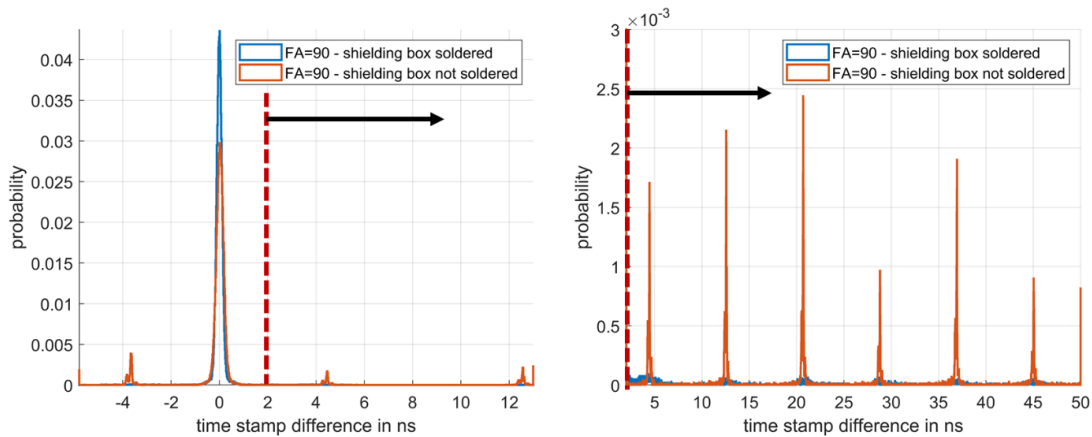 FA=90 - shielding box soldered
FA=90 - shielding box not soldered
0.04
0.035
0.03
0.025
0.02
0.015
0.01
0.005
0
probability
-4 -2 0 2 4 6 8 10 12
time stamp difference in ns
×10⁻³
FA=90 - shielding box soldered
FA=90 - shielding box not soldered
3
2.5
2
1.5
1
0.5
0
probability
5 10 15 20 25 30 35 40 45 50
time stamp difference in ns